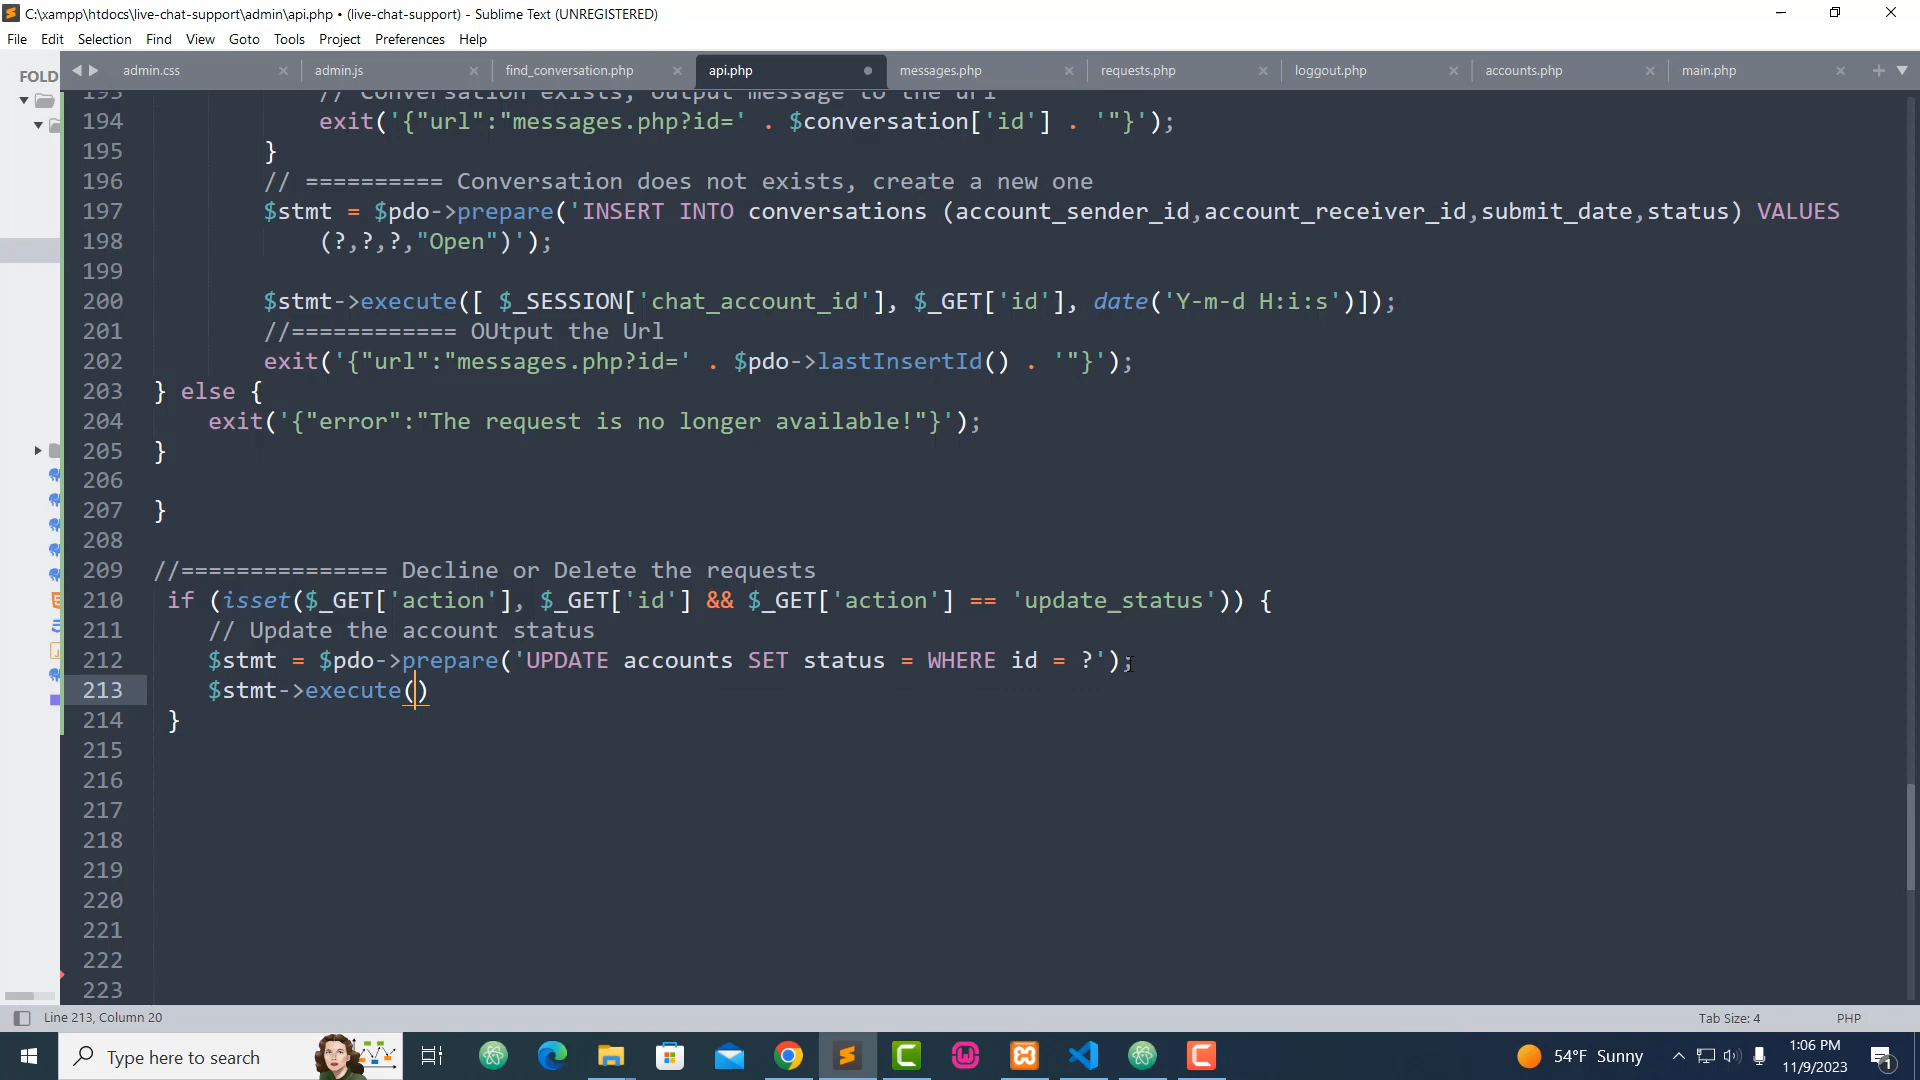 C:\xampp\htdocs\live-chat-support\admin\api.php • (live-chat-support) - Sublime Text (UNREGISTERED)
File Edit Selection Find View Goto Tools Project Preferences Help
FOLD
admin.css admin.js find_conversation.php api.php messages.php requests.php loggout.php accounts.php main.php
193 // Conversation exists, output message to the url
194 exit('{"url":"messages.php?id=' . $conversation['id'] . '"}');
195 }
196 // ========== Conversation does not exists, create a new one
197 $stmt = $pdo->prepare('INSERT INTO conversations (account_sender_id,account_receiver_id,submit_date,status) VALUES
198 (?,?,?,"Open")');
199
200 $stmt->execute([ $_SESSION['chat_account_id'], $_GET['id'], date('Y-m-d H:i:s')]);
201 //============ OUtput the Url
202 exit('{"url":"messages.php?id=' . $pdo->lastInsertId() . '"}');
203 } else {
204 exit('{"error":"The request is no longer available!"}');
205 }
206
207 }
208
209 //=============== Decline or Delete the requests
210 if (isset($_GET['action'], $_GET['id'] && $_GET['action'] == 'update_status')) {
211 // Update the account status
212 $stmt = $pdo->prepare('UPDATE accounts SET status = WHERE id = ?');
213 $stmt->execute()
214 }
215
216
217
218
219
220
221
222
223
Line 213, Column 20
Tab Size: 4 PHP
Type here to search
54°F Sunny
1:06 PM
11/9/2023
1